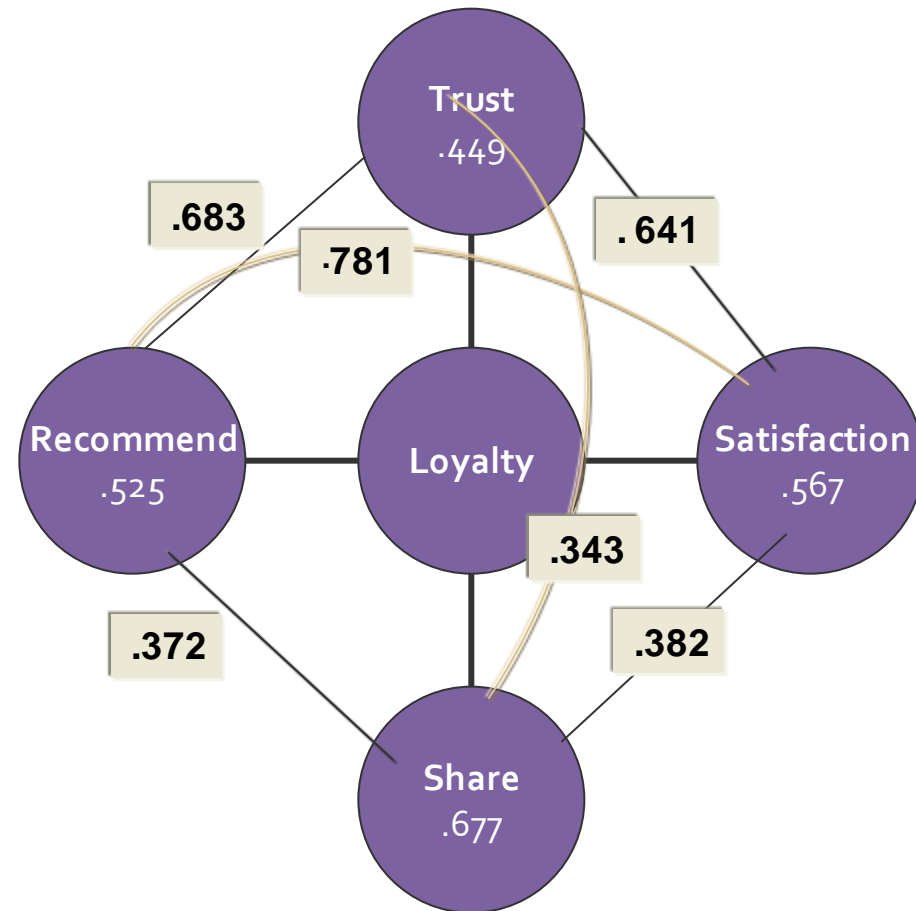 Trust
.449
.683
. 641
.781
Recommend
.525
Loyalty
Satisfaction
.567
.343
.372
.382
Share
.677